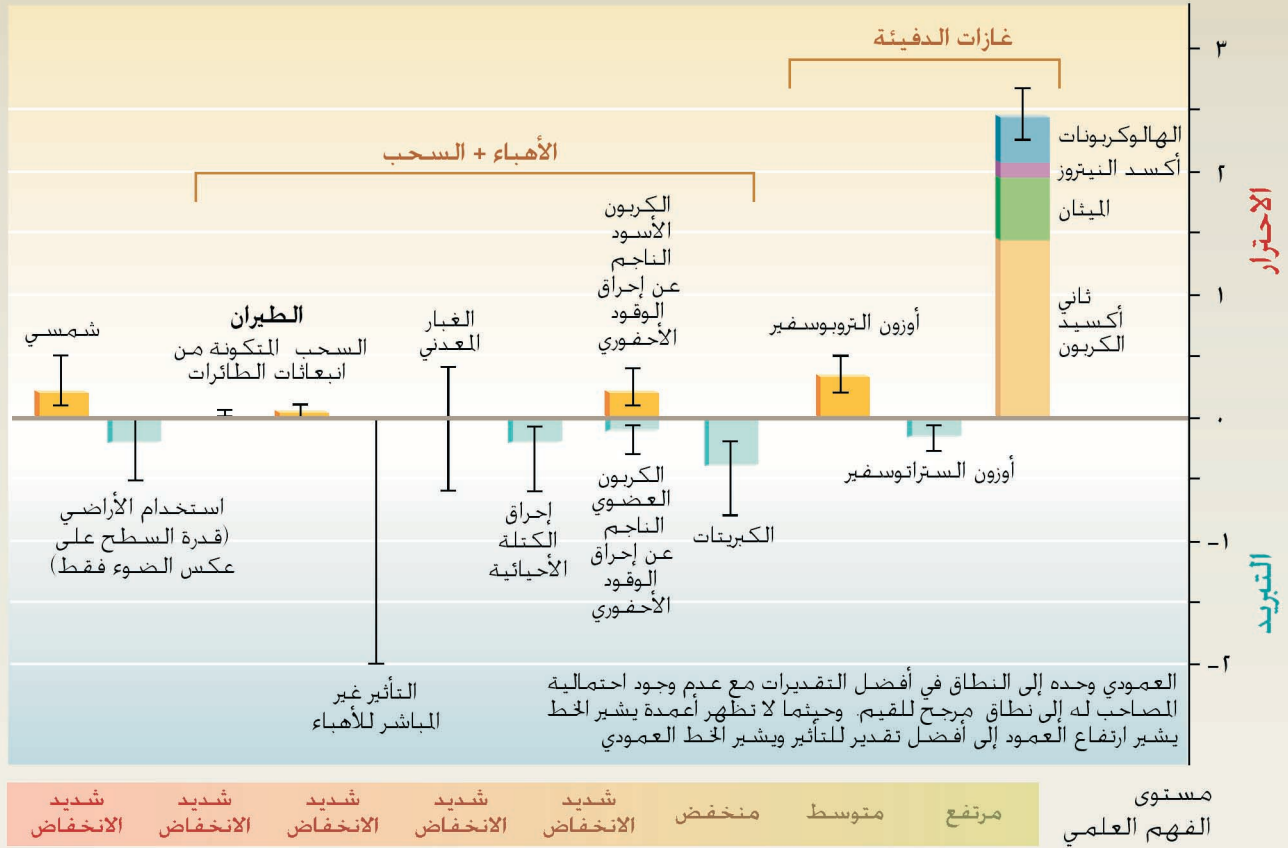 غازات الدفيئة
٣
الهالوكربونات
أكسد النيتروز
الميثان
ثاني
أكسيد
الكربون
٢
١
٠
-١
-٢
الاحترار
التبريد
الأهباء + السحب
أوزون التروبوسفير
أوزون الستراتوسفير
الكبريتات
الكربون
الأسود
الناجم
عن إحراق
الوقود
الأحفوري
الكربون
العضوي
الناجم
عن إحراق
الوقود
الأحفوري
إحراق
الكتلة
الأحيائية
الغبار
المعدني
التأثير غير
المباشر للأهباء
الطيران
السحب المتكونة من
انبعاثات الطائرات
استخدام الأراضي
(قدرة السطح على
عكس الضوء فقط)
شمسي
العمودي وحده إلى النطاق في أفضل التقديرات مع عدم وجود احتمالية
المصاحب له إلى نطاق مرجح للقيم. وحيثما لا تظهر أعمدة يشير الخط
يشير ارتفاع العمود إلى أفضل تقدير للتأثير ويشير الخط العمودي
مستوى
الفهم العلمي
مرتفع
متوسط
منخفض
شديد
الانخفاض
شديد
الانخفاض
شديد
الانخفاض
شديد
الانخفاض
شديد
الانخفاض